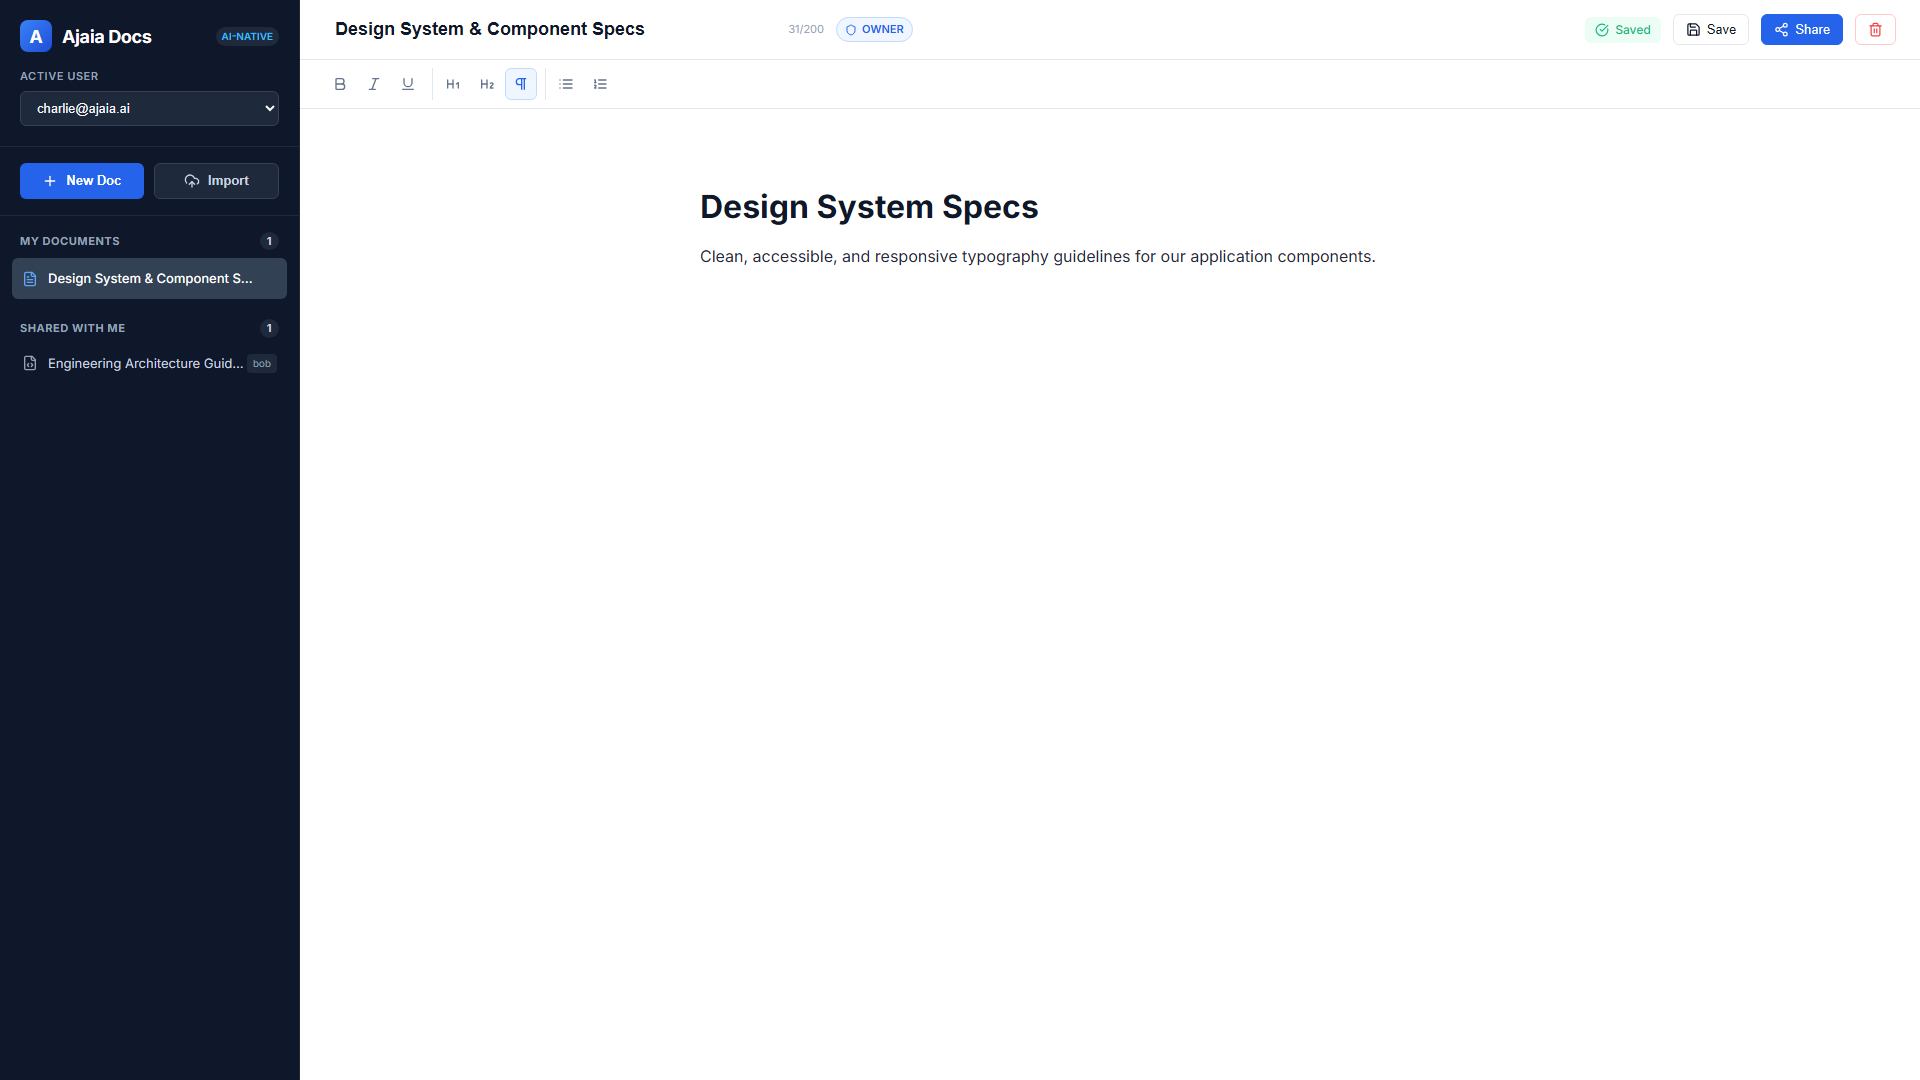 A Ajaia Docs AI-NATIVE
ACTIVE USER
charlie@ajaia.ai
New Doc Import
MY DOCUMENTS 1
Design System & Component S...
SHARED WITH ME 1
Engineering Architecture Guid... bob
Design System & Component Specs 31/200 OWNER Saved Save Share
B I U H1 H2
Design System Specs
Clean, accessible, and responsive typography guidelines for our application components.